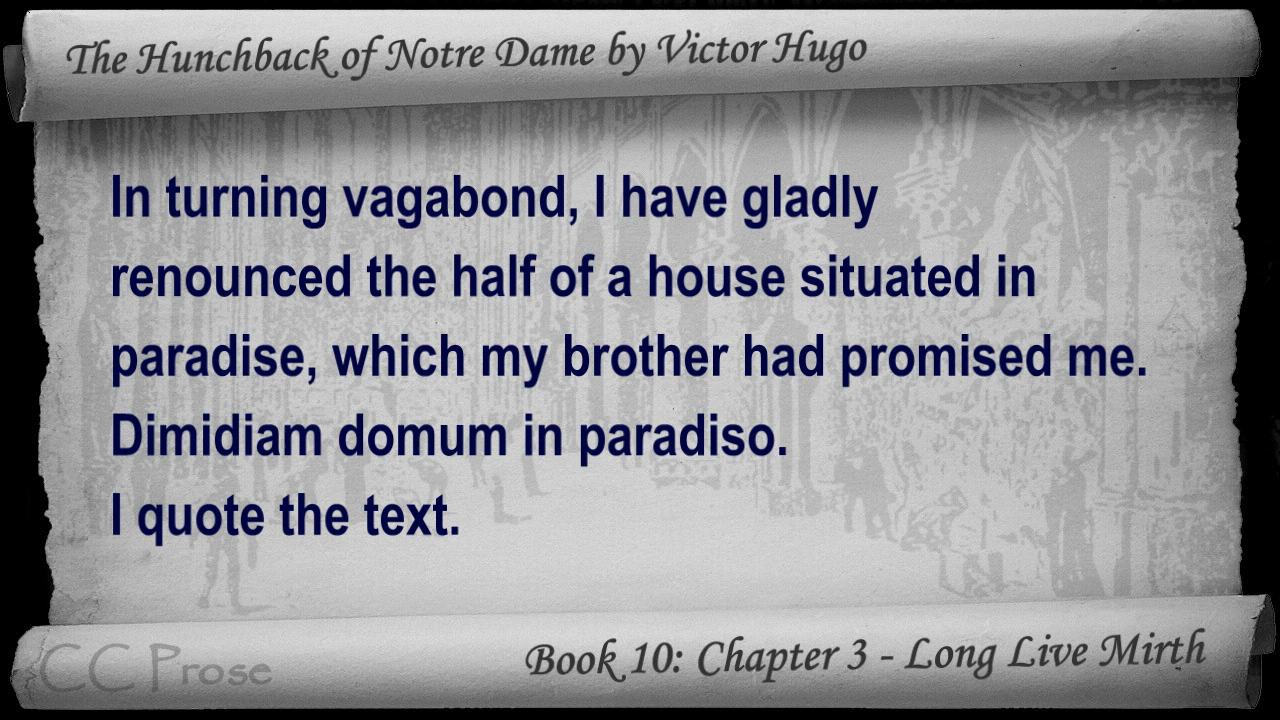 The Hunchback of Notre Dame by Victor Hugo
In turning vagabond, I have gladly
renounced the half of a house situated in
paradise, which my brother had promised me.
Dimidiam domum in paradiso.
I quote the text.
CC Prose
Book 10: Chapter 3 - Long Live Mirth